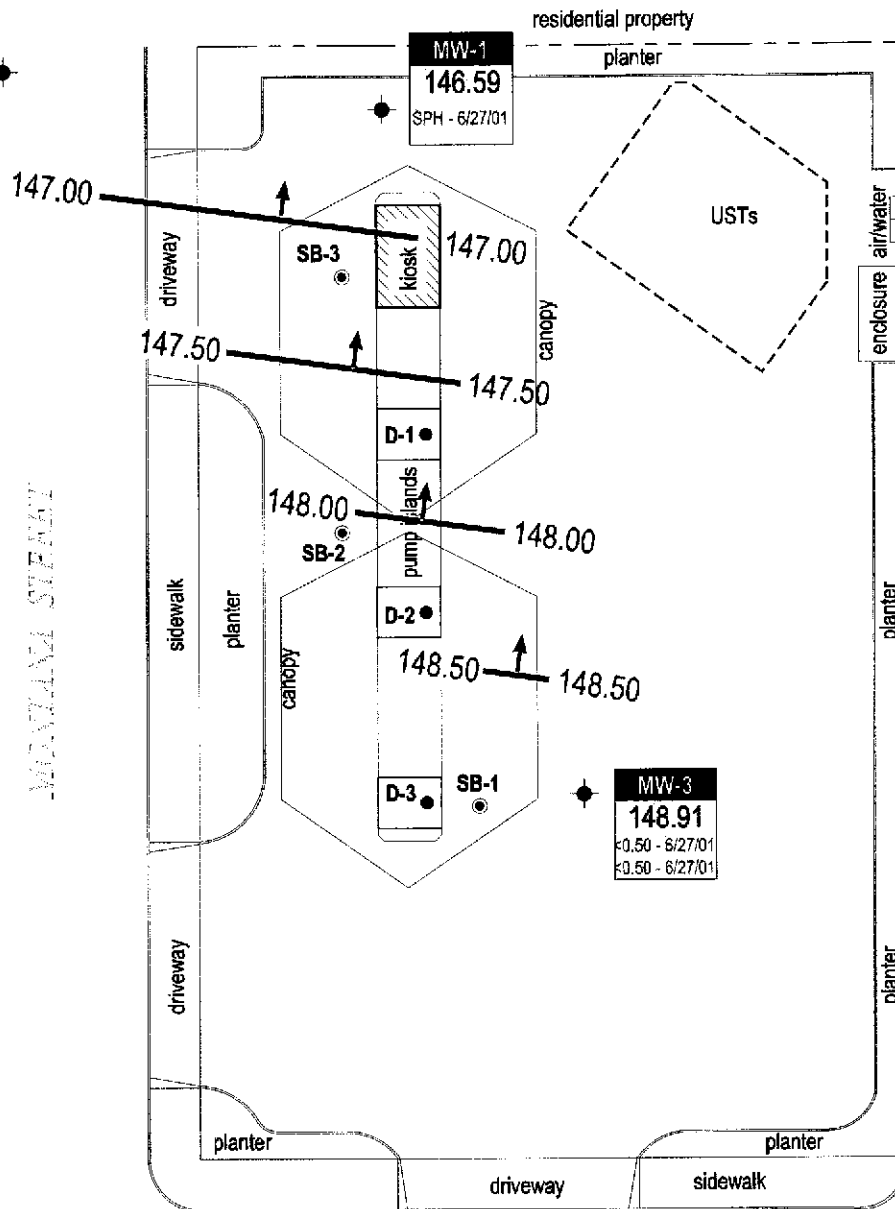 residential property
MW-1
146.59
SPH - 6/27/01
planter
147.00
147.00
SB-3
kiosk
USTs
air/water
enclosure
driveway
canopy
147.50
147.50
D-1
pump islands
148.00
148.00
SB-2
MONTANA STREET
sidewalk
planter
D-2
planter
canopy
148.50
148.50
D-3
SB-1
MW-3
148.91
<0.50 - 6/27/01
<0.50 - 6/27/01
driveway
planter
planter
planter
driveway
sidewalk